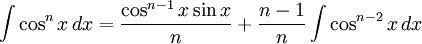 ∫ cosⁿ x dx = (cosⁿ⁻¹ x sin x)/n + (n − 1)/n ∫ cosⁿ⁻² x dx